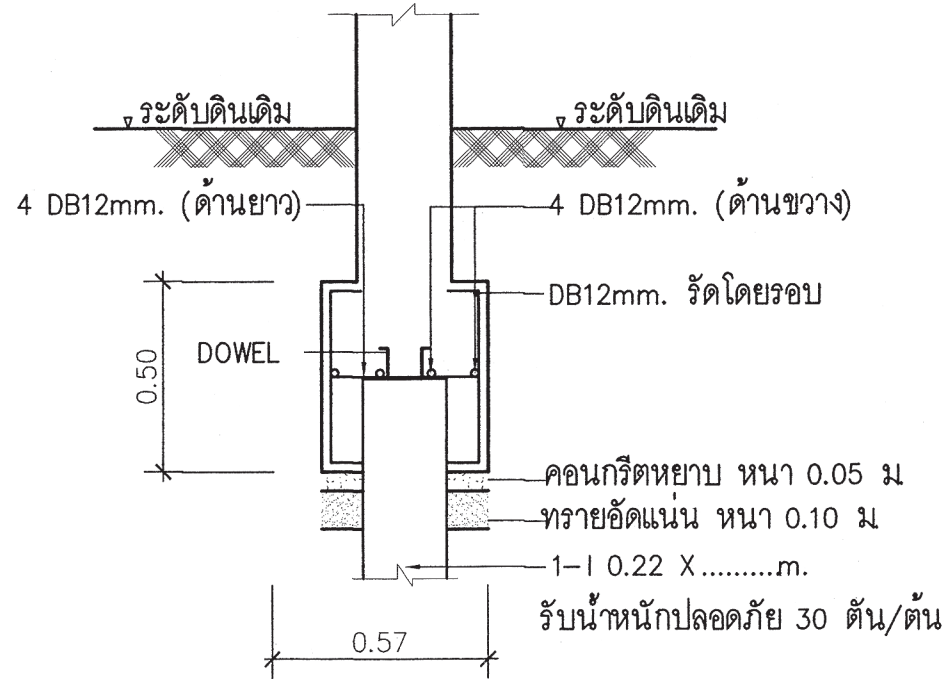 ระดับดินเดิม
ระดับดินเดิม
4 DB12mm. (ด้านยาว)
4 DB12mm. (ด้านขวาง)
DB12mm. รัดโดยรอบ
DOWEL
0.50
คอนกรีตหยาบ หนา 0.05 ม
ทรายอัดแน่น หนา 0.10 ม
1-I 0.22 X.........m.
รับน้ำหนักปลอดภัย 30 ตัน/ต้น
0.57